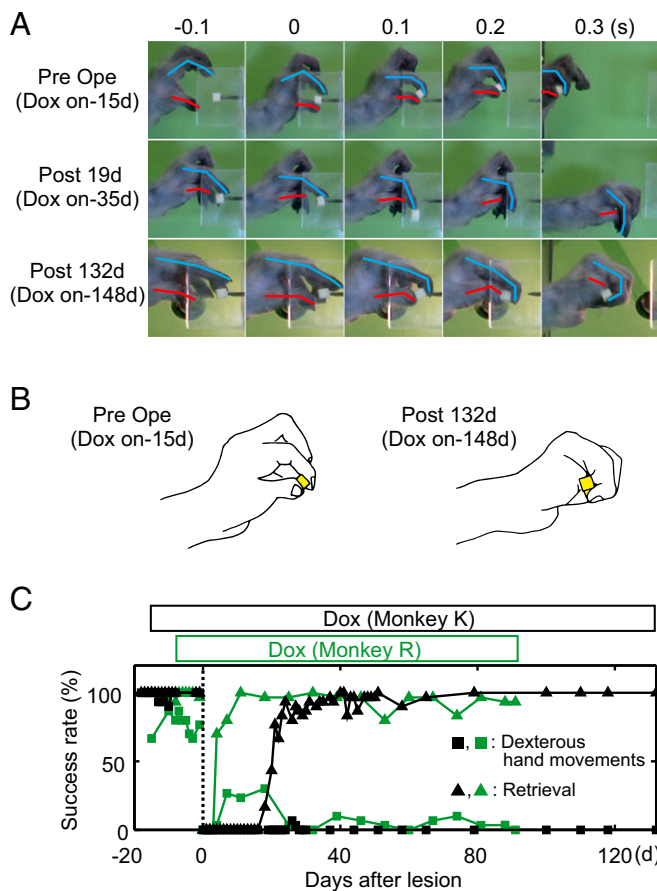 A
-0.1 0 0.1 0.2 0.3 (s)
Pre Ope
(Dox on-15d)
Post 19d
(Dox on-35d)
Post 132d
(Dox on-148d)
B
Pre Ope
(Dox on-15d)
Post 132d
(Dox on-148d)
C
Dox (Monkey K)
Dox (Monkey R)
Success rate (%)
100
50
0
■, ■: Dexterous
hand movements
▲, ▲: Retrieval
-20 0 40 80 120 (d)
Days after lesion